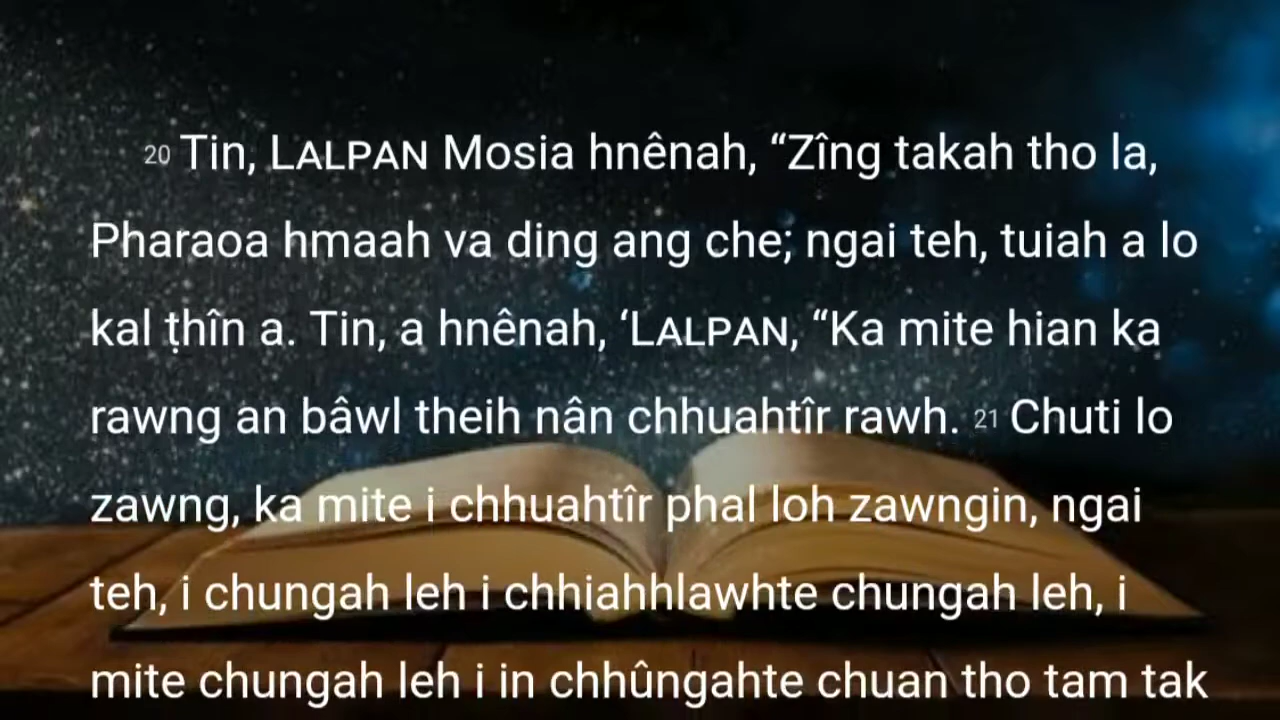 20 Tin, LALPAN Mosia hnênah, “Zîng takah tho la,
Pharaoa hmaah va ding ang che; ngai teh, tuiah a lo
kal ṭhîn a. Tin, a hnênah, ‘LALPAN, “Ka mite hian ka
rawng an bâwl theih nân chhuahtîr rawh. 21 Chuti lo
zawng, ka mite i chhuahtîr phal loh zawngin, ngai
teh, i chungah leh i chhiahhlawhte chungah leh, i
mite chungah leh i in chhûngahte chuan tho tam tak